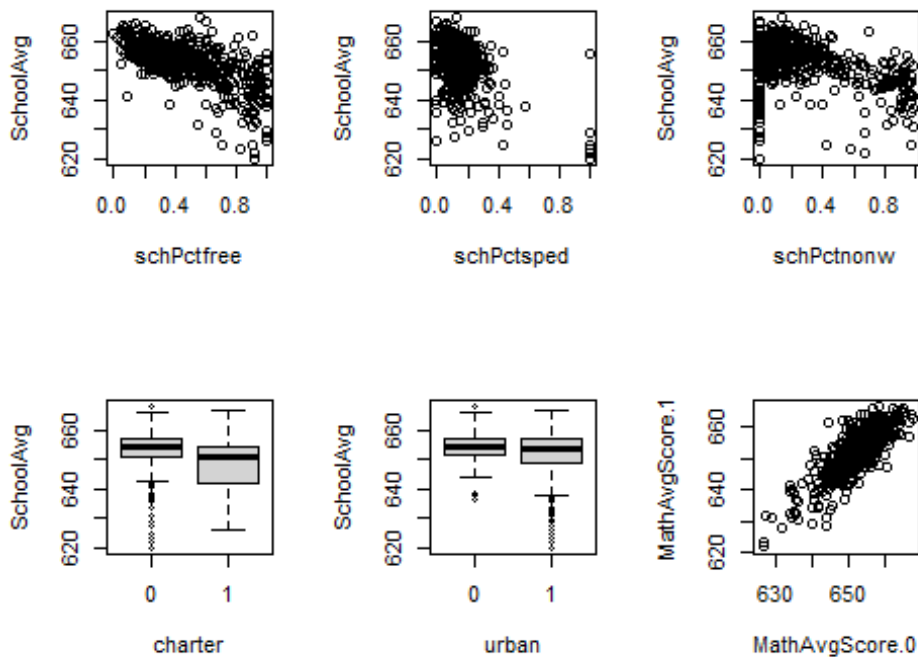 SchoolAvg
620 640 660
0.0 0.4 0.8
schPctfree
SchoolAvg
620 640 660
0.0 0.4 0.8
schPctsped
SchoolAvg
620 640 660
0.0 0.4 0.8
schPctnonw
SchoolAvg
620 640 660
0 1
charter
SchoolAvg
620 640 660
0 1
urban
MathAvgScore.1
620 640 660
630 650
MathAvgScore.0